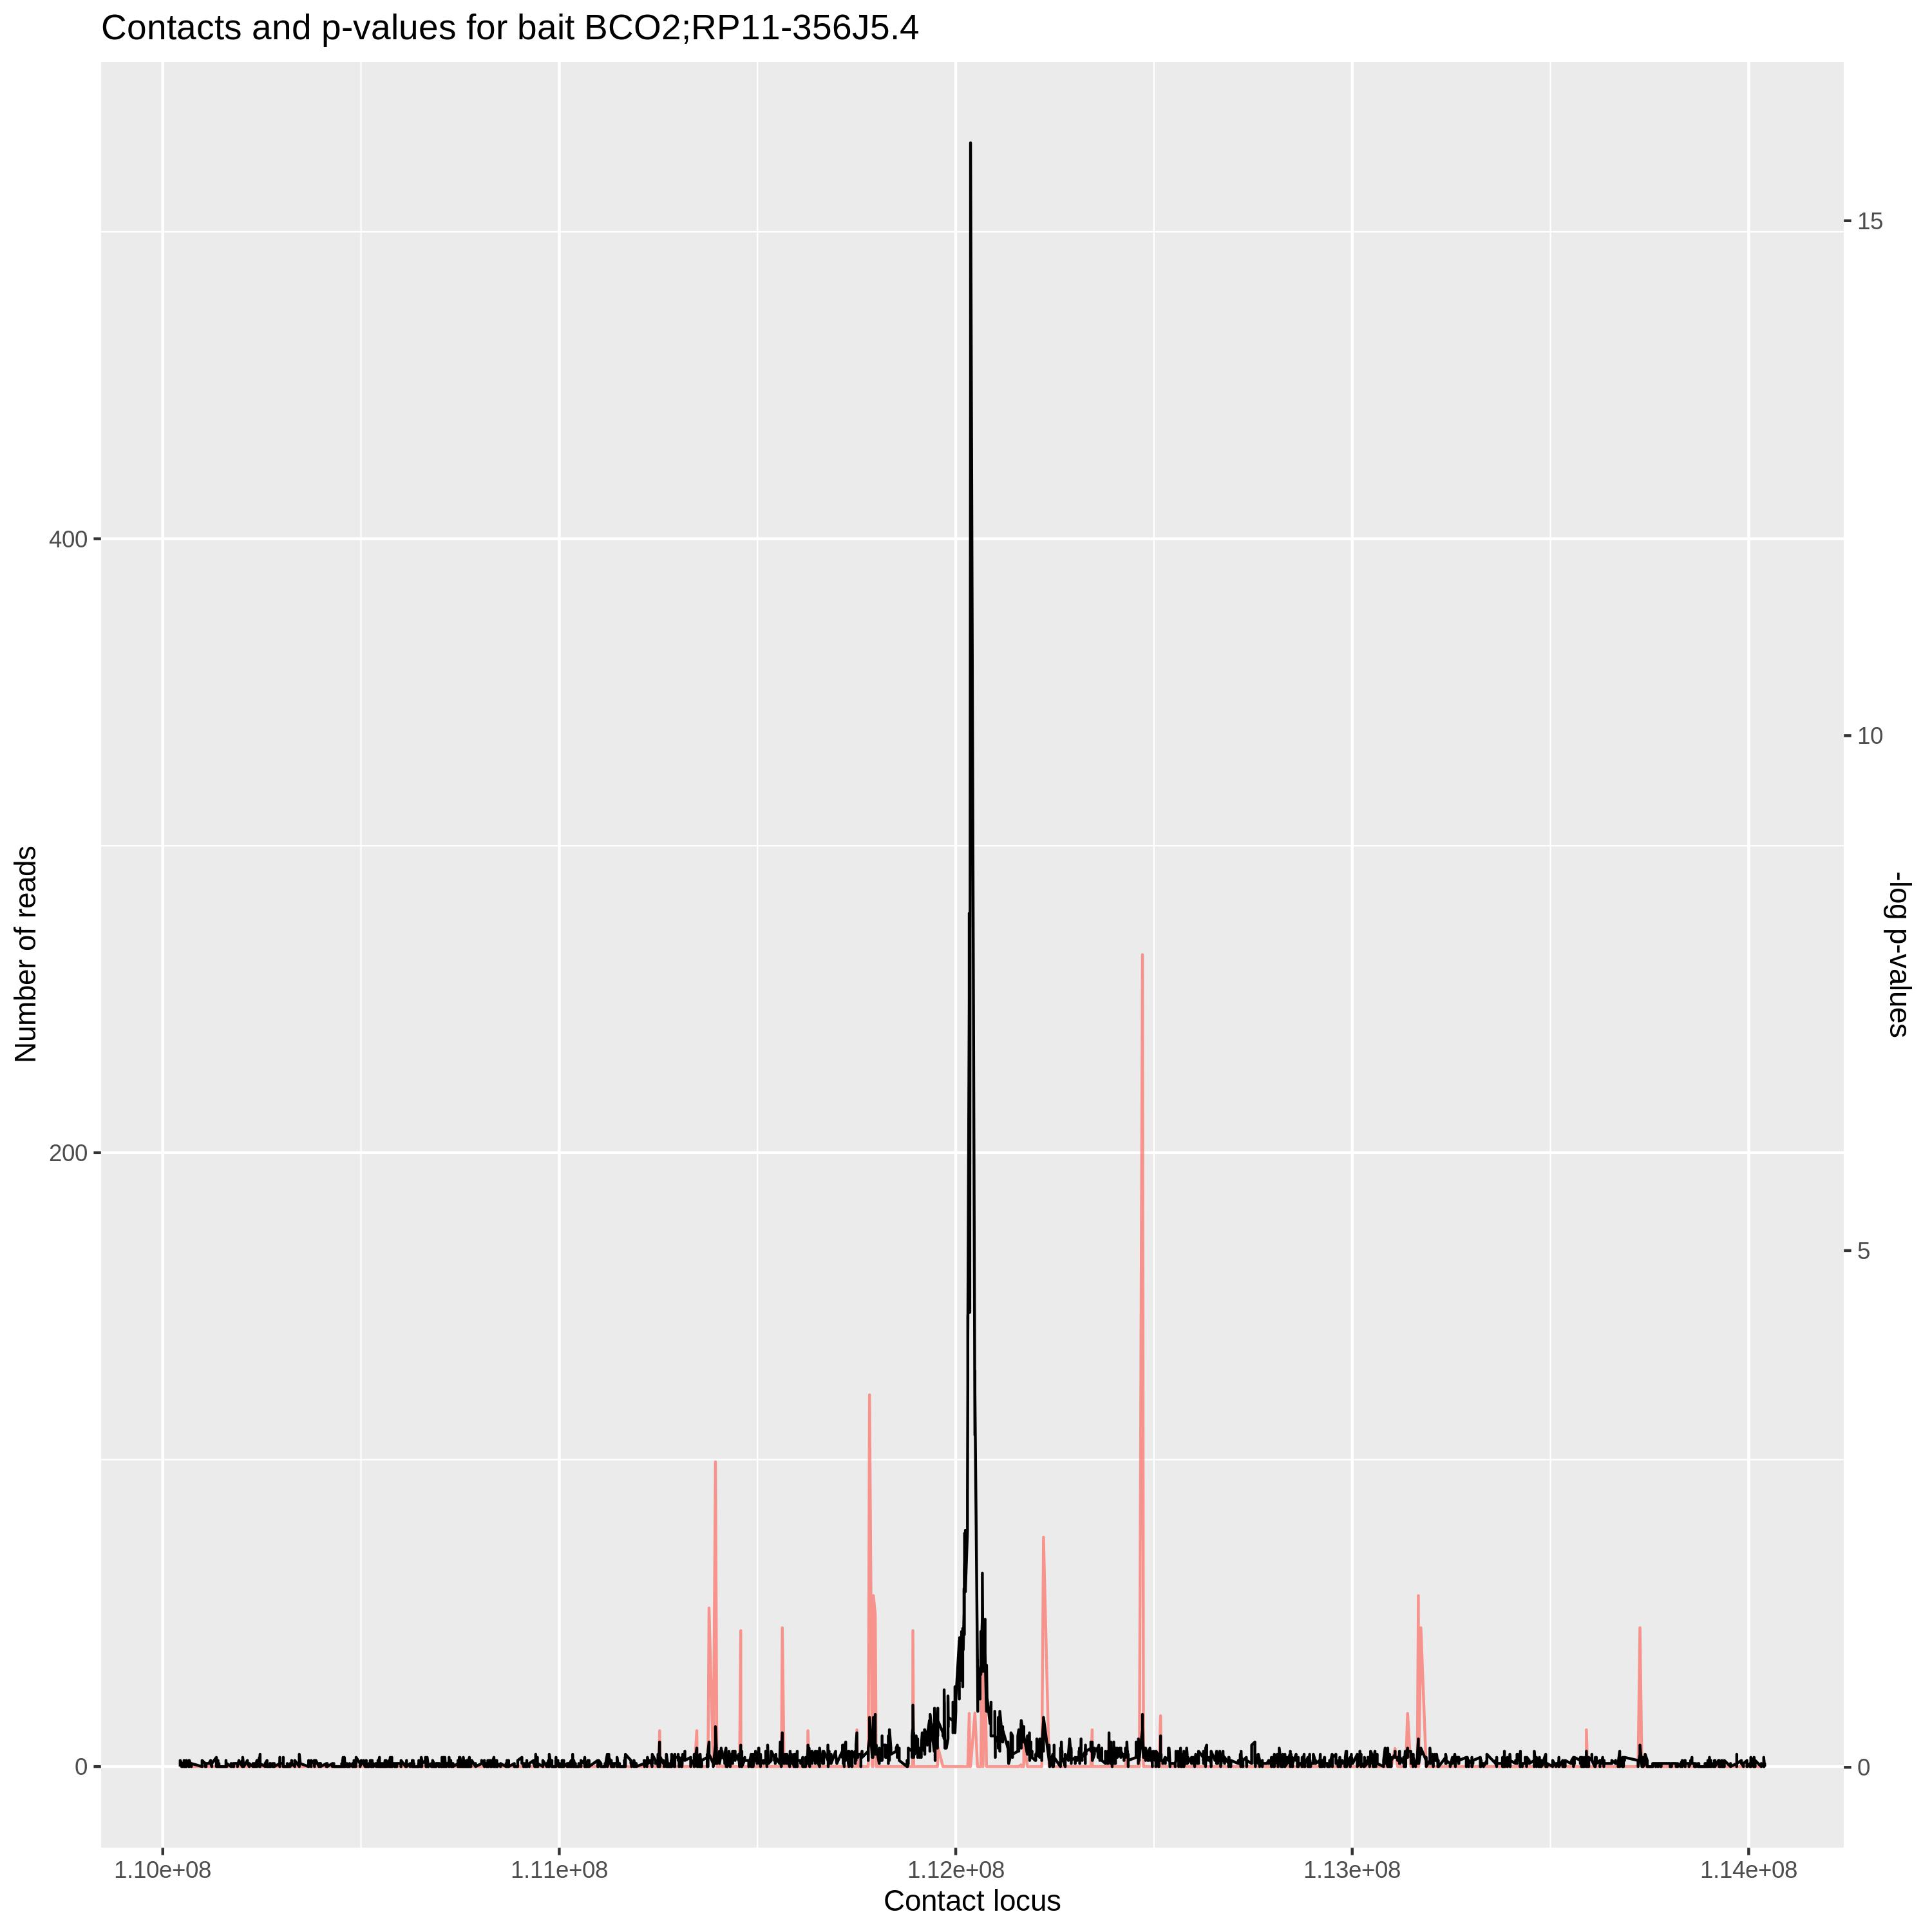 Contacts and p-values for bait BCO2;RP11-356J5.4
Number of reads
400
200
0
15
10
5
0
-log p-values
1.10e+08
1.11e+08
1.12e+08
1.13e+08
1.14e+08
Contact locus